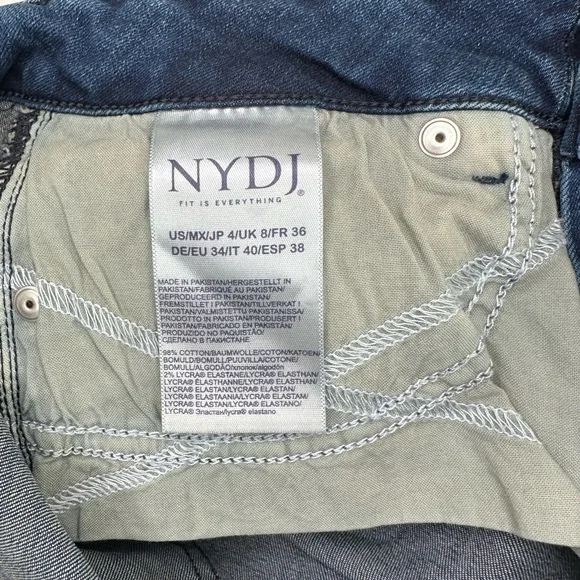 NYDJ®
FIT IS EVERYTHING
US/MX/JP 4/UK 8/FR 36
DE/EU 34/IT 40/ESP 38
MADE IN PAKISTAN/HERGESTELLT IN
PAKISTAN/FABRIQUÉ AU PAKISTAN/
GEPRODUCEERD IN PAKISTAN/
FREMSTILLET I PAKISTAN/TILLVERKAT I
PAKISTAN/VALMISTETTU PAKISTANISSA/
PRODOTTO IN PAKISTAN/PRODUSERT I
PAKISTAN/FABRICADO EN PAKISTÁN/
PRODUZIDO NO PAQUISTÃO/
СДЕЛАНО В ПАКИСТАНЕ
98% COTTON/BAUMWOLLE/COTON/KATOEN/
BOMULD/BOMULL/PUUVILLA/COTONE/
BOMULL/ALGODÃO/хлопок/algodón
2% LYCRA® ELASTANE/LYCRA® ELASTHAN/
LYCRA® ELASTHANNE/LYCRA® ELASTHAN/
LYCRA® ELASTAN/LYCRA® ELASTAN/
LYCRA® ELASTAANI/LYCRA® ELASTAN/
LYCRA® ELASTAN/LYCRA® ELASTANO/
LYCRA® Эластан/lycra® elastano